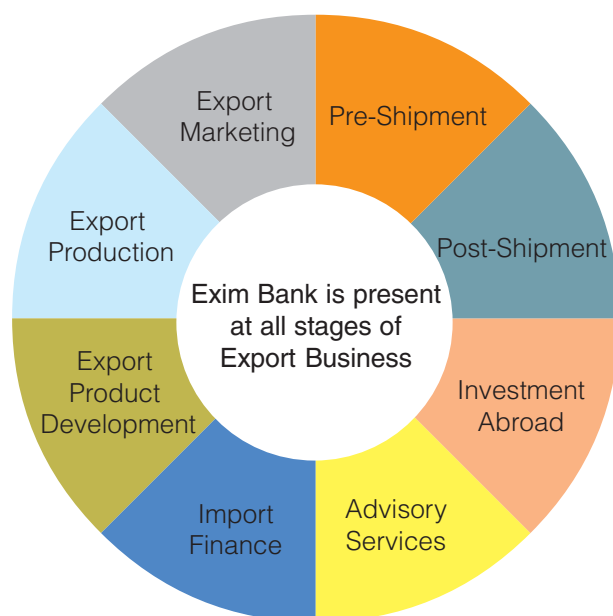 Export
Marketing
Pre-Shipment
Export
Production
Post-Shipment
Exim Bank is present
at all stages of
Export Business
Export
Product
Development
Investment
Abroad
Import
Finance
Advisory
Services